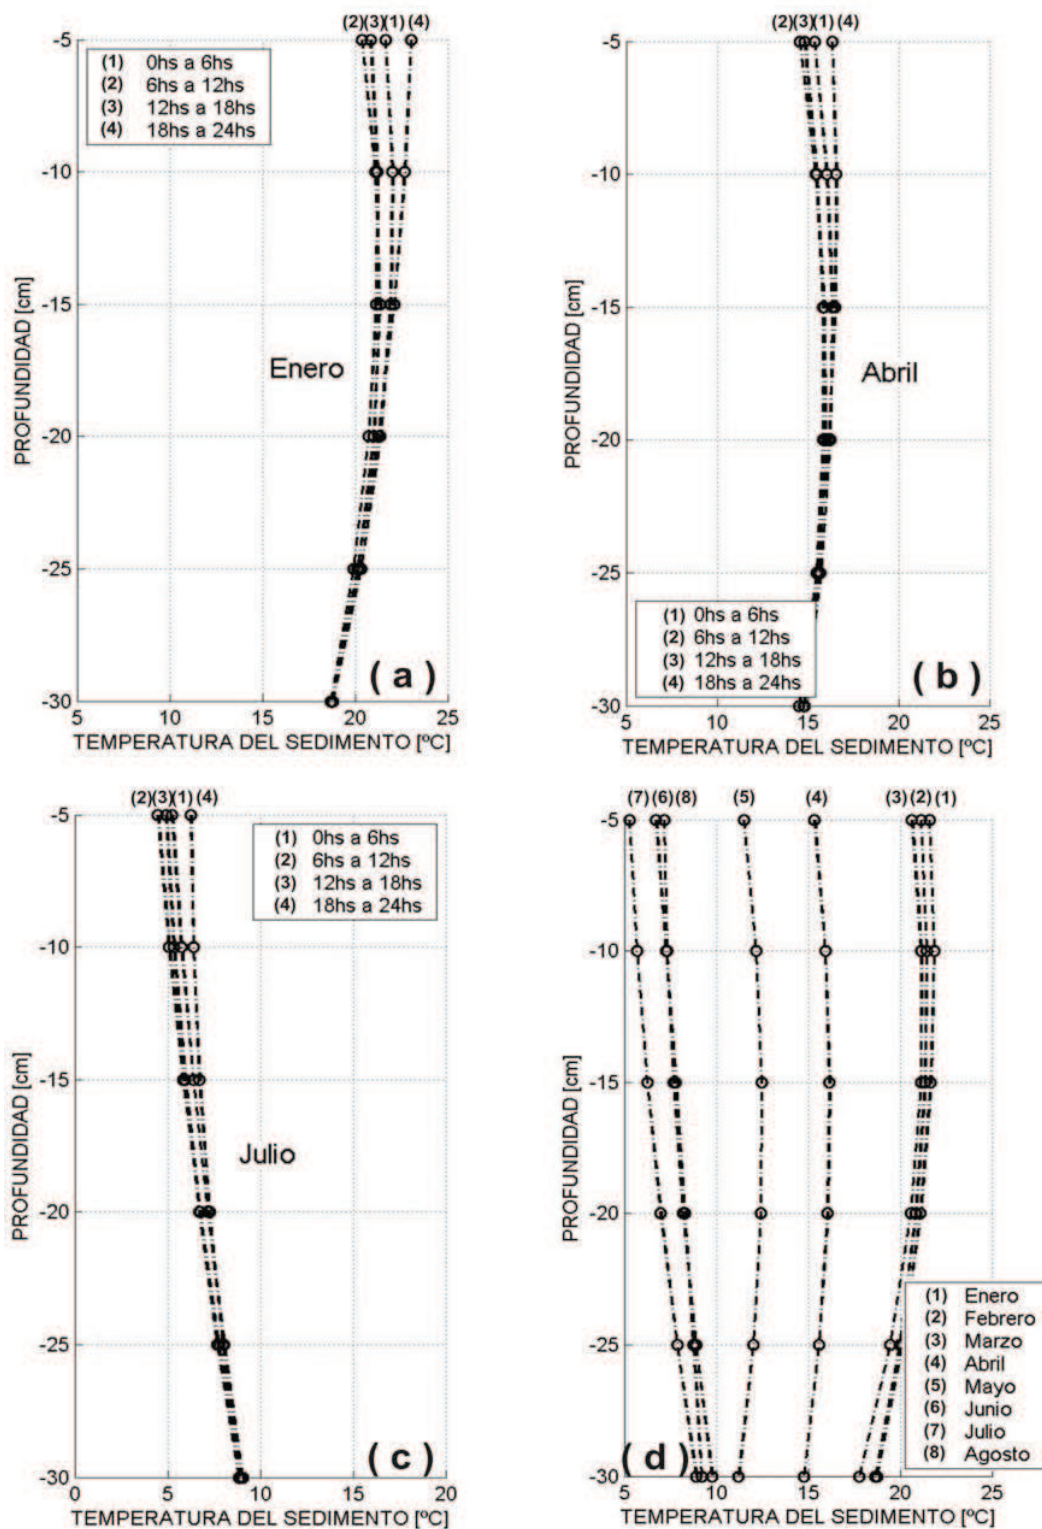 (2) (3) (1) (4)
-5
(1) 0hs a 6hs
(2) 6hs a 12hs
(3) 12hs a 18hs
(4) 18hs a 24hs
-10
-15
-20
-25
-30
PROFUNDIDAD [cm]
Enero
( a )
5 10 15 20 25
TEMPERATURA DEL SEDIMENTO [ºC]
(2) (3) (1) (4)
-5
-10
-15
-20
-25
-30
PROFUNDIDAD [cm]
Abril
(1) 0hs a 6hs
(2) 6hs a 12hs
(3) 12hs a 18hs
(4) 18hs a 24hs
( b )
5 10 15 20 25
TEMPERATURA DEL SEDIMENTO [ºC]
(2) (3) (1) (4)
-5
(1) 0hs a 6hs
(2) 6hs a 12hs
(3) 12hs a 18hs
(4) 18hs a 24hs
-10
-15
-20
-25
-30
PROFUNDIDAD [cm]
Julio
( c )
0 5 10 15 20
TEMPERATURA DEL SEDIMENTO [ºC]
(7) (6) (8) (5) (4) (3) (2) (1)
-5
-10
-15
-20
-25
-30
PROFUNDIDAD [cm]
(1) Enero
(2) Febrero
(3) Marzo
(4) Abril
(5) Mayo
(6) Junio
(7) Julio
(8) Agosto
( d )
5 10 15 20 25
TEMPERATURA DEL SEDIMENTO [ºC]